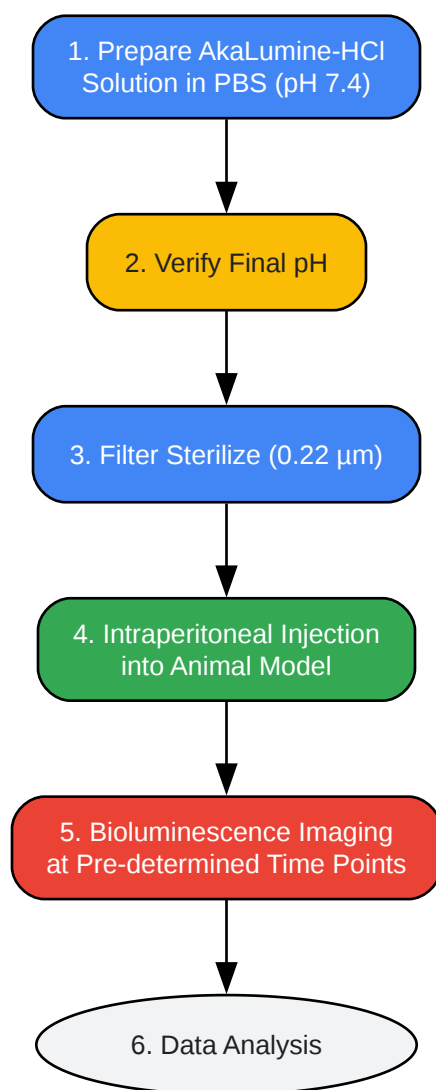 1. Prepare AkaLumine-HCl
Solution in PBS (pH 7.4)
2. Verify Final pH
3. Filter Sterilize (0.22 µm)
4. Intraperitoneal Injection
into Animal Model
5. Bioluminescence Imaging
at Pre-determined Time Points
6. Data Analysis